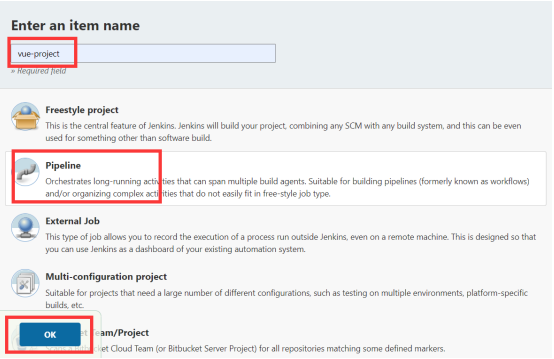 Enter an item name
vue-project
» Required field
Freestyle project
This is the central feature of Jenkins. Jenkins will build your project, combining any SCM with any build system, and this can be even
used for something other than software build.
Pipeline
Orchestrates long-running activities that can span multiple build agents. Suitable for building pipelines (formerly known as workflows)
and/or organizing complex activities that do not easily fit in free-style job type.
External Job
This type of job allows you to record the execution of a process run outside Jenkins, even on a remote machine. This is designed so that
you can use Jenkins as a dashboard of your existing automation system.
Multi-configuration project
Suitable for projects that need a large number of different configurations, such as testing on multiple environments, platform-specific
builds, etc.
OK
Team/Project
Cloud Team (or Bitbucket Server Project) for all repositories matching some defined markers.